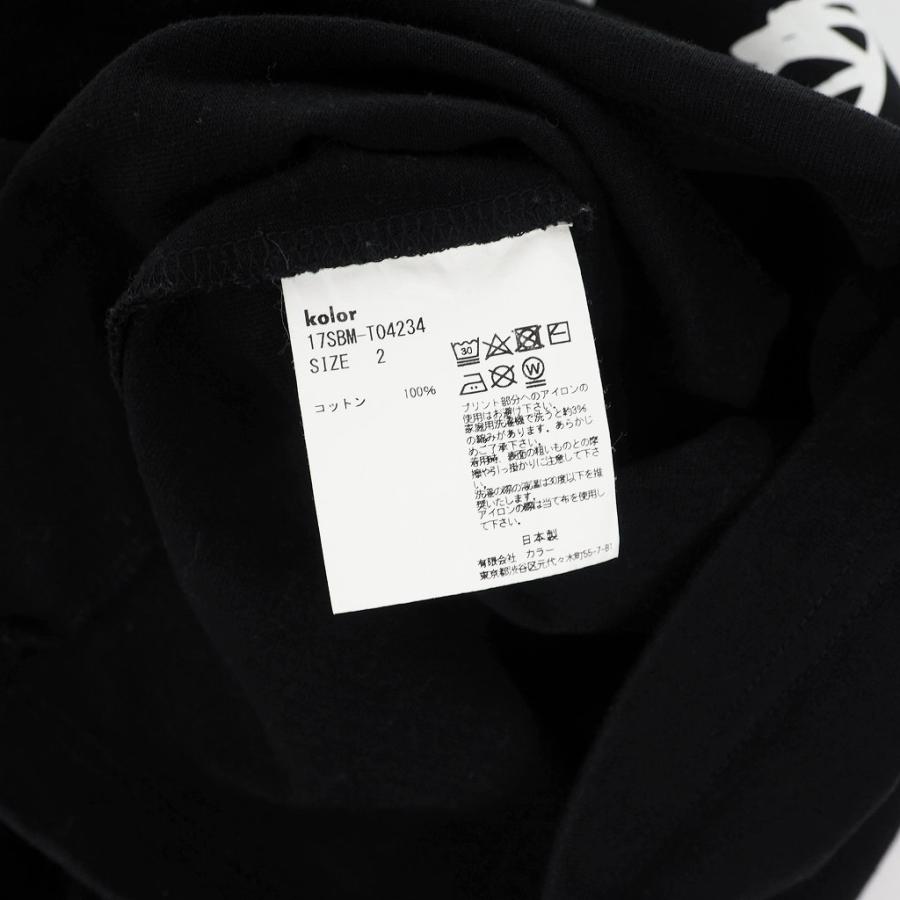 kolor
17SBM-T04234
SIZE 2
コットン 100%
30
W
プリント部分へのアイロンの
使用はお避け下さい。
家庭用洗濯機で洗うと約3%
の縮みがあります。あらかじ
めご了承下さい。
着用時、表面の粗いものとの摩
擦や引っ掛かりに注意して下さ
い。
洗濯の際の液温は30度以下を推
奨いたします。
アイロンの際は当て布を使用し
て下さい。
日本製
有限会社 カラー
東京都渋谷区元代々木町55-7-B1